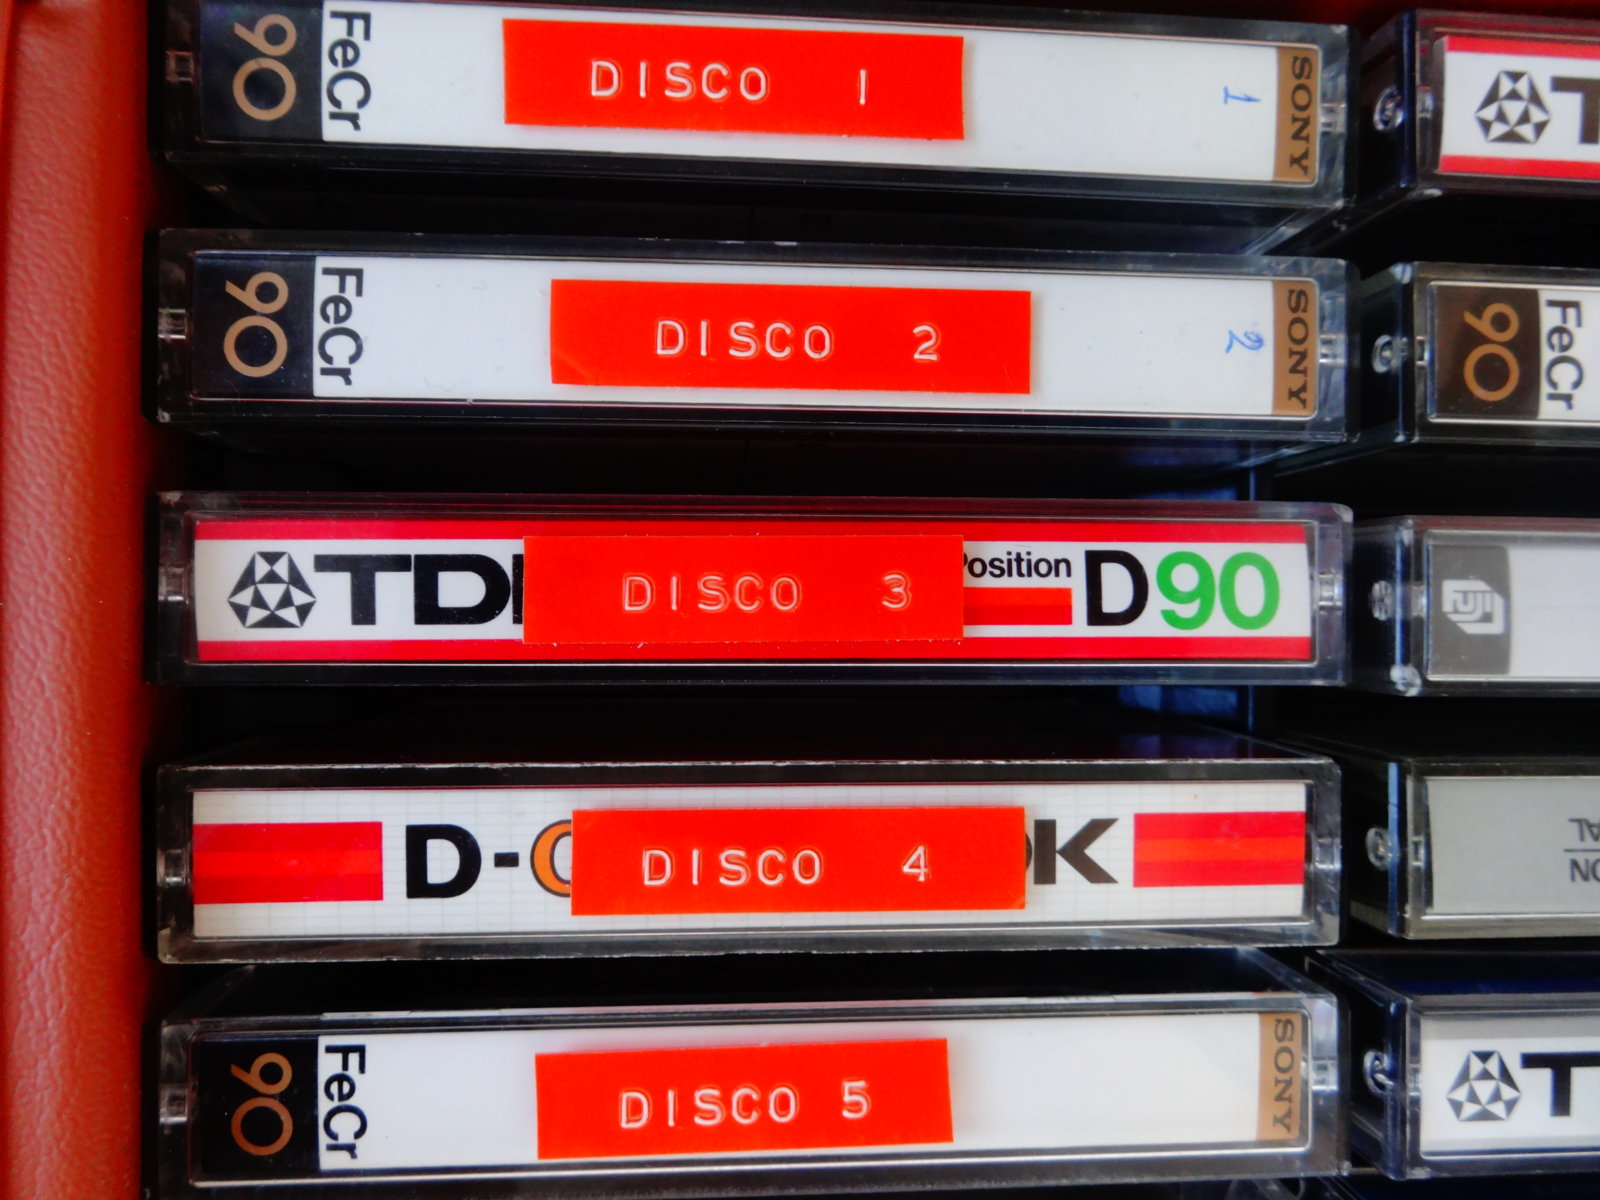 90 FeCr DISCO 1 1 SONY
90 FeCr DISCO 2 2 SONY
90 FeCr
DISCO 3 Position D90
FUJI
D- DISCO 4
90 FeCr DISCO 5 SONY